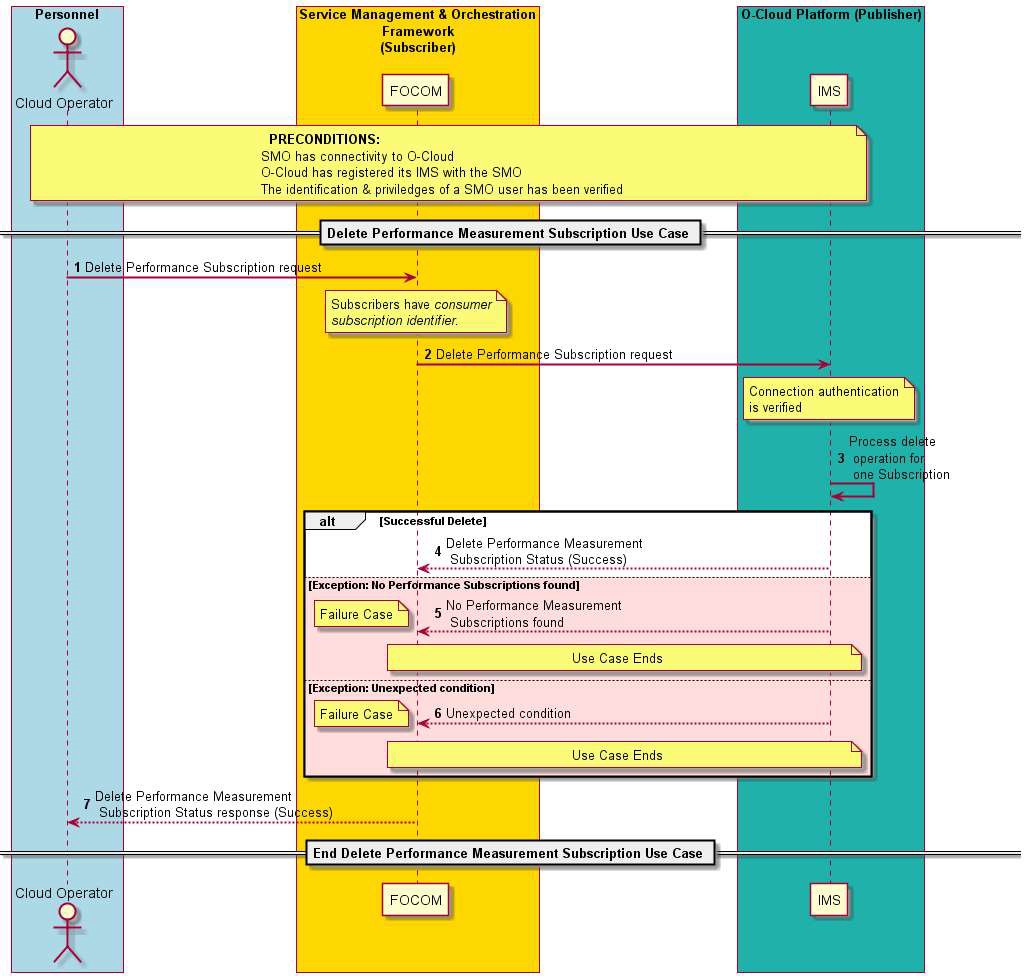 Personnel
Service Management & Orchestration
Framework
(Subscriber)
O-Cloud Platform (Publisher)
Cloud Operator
FOCOM
IMS
PRECONDITIONS:
SMO has connectivity to O-Cloud
O-Cloud has registered its IMS with the SMO
The identification & priviledges of a SMO user has been verified
Delete Performance Measurement Subscription Use Case
1 Delete Performance Subscription request
Subscribers have consumer
subscription identifier.
2 Delete Performance Subscription request
Connection authentication
is verified
Process delete
3 operation for
one Subscription
alt [Successful Delete]
Delete Performance Measurement
4 Subscription Status (Success)
[Exception: No Performance Subscriptions found]
Failure Case
No Performance Measurement
5 Subscriptions found
Use Case Ends
[Exception: Unexpected condition]
Failure Case
6 Unexpected condition
Use Case Ends
Delete Performance Measurement
7 Subscription Status response (Success)
End Delete Performance Measurement Subscription Use Case
Cloud Operator
FOCOM
IMS